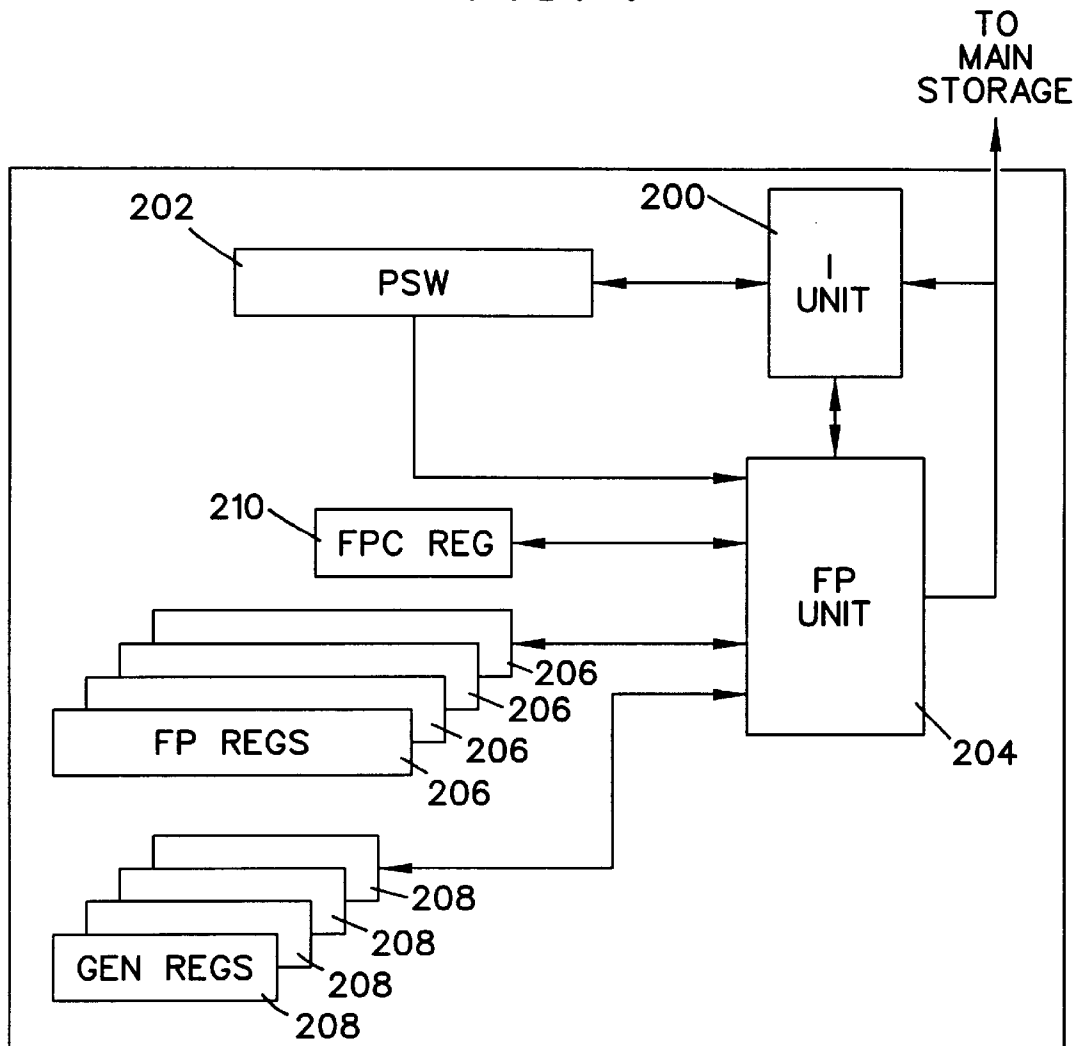 TO
MAIN
STORAGE
202
200
PSW
I
UNIT
210
FPC REG
FP
UNIT
206
206
206
FP REGS
206
204
208
208
GEN REGS
208
208